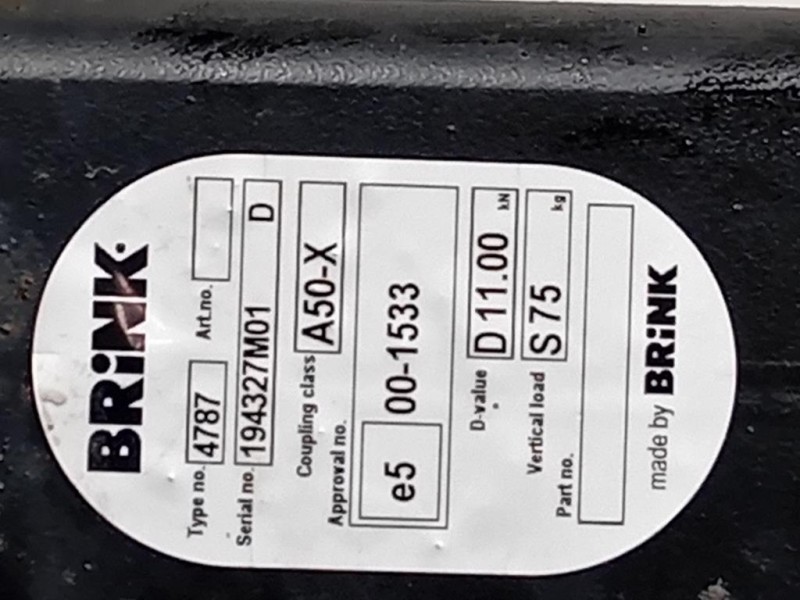 BRiNK
Type no. 4787 Art.no.
Serial no. 194327M01 D
Coupling class A50-X
Approval no.
e5 00-1533
D-value D 11.00 kN
Vertical load S 75 kg
Part no.
made by BRiNK